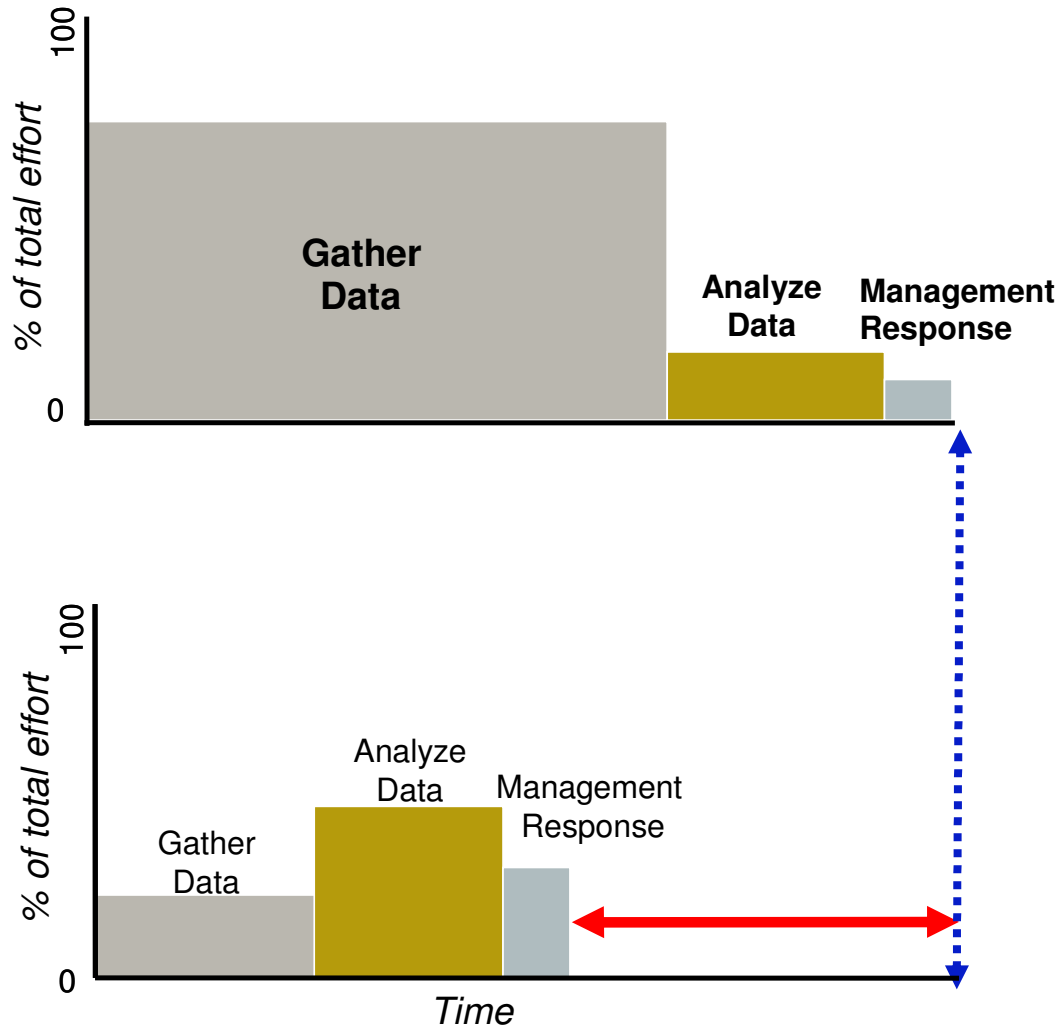 100
% of total effort
0
Gather
Data
Analyze
Data
Management
Response
100
% of total effort
0
Gather
Data
Analyze
Data
Management
Response
Time